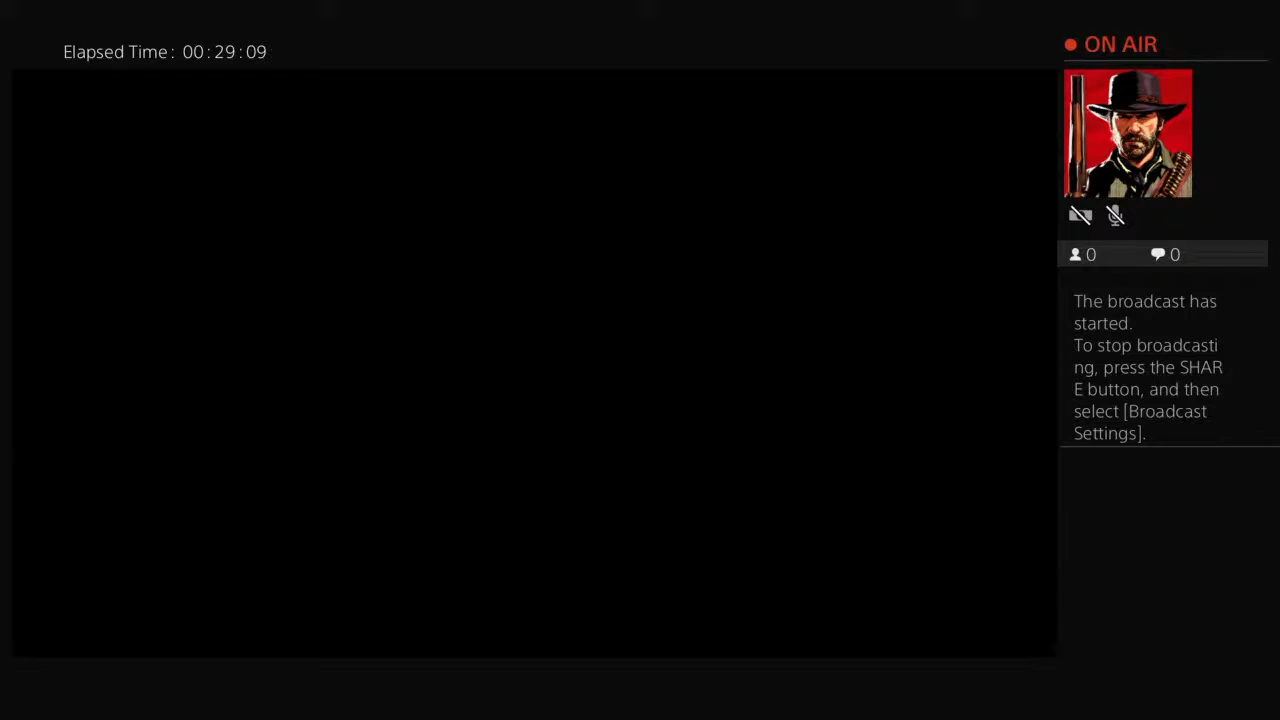 Elapsed Time: 00:29:09
ON AIR
0 0
The broadcast has
started.
To stop broadcasti
ng, press the SHAR
E button, and then
select [Broadcast
Settings].